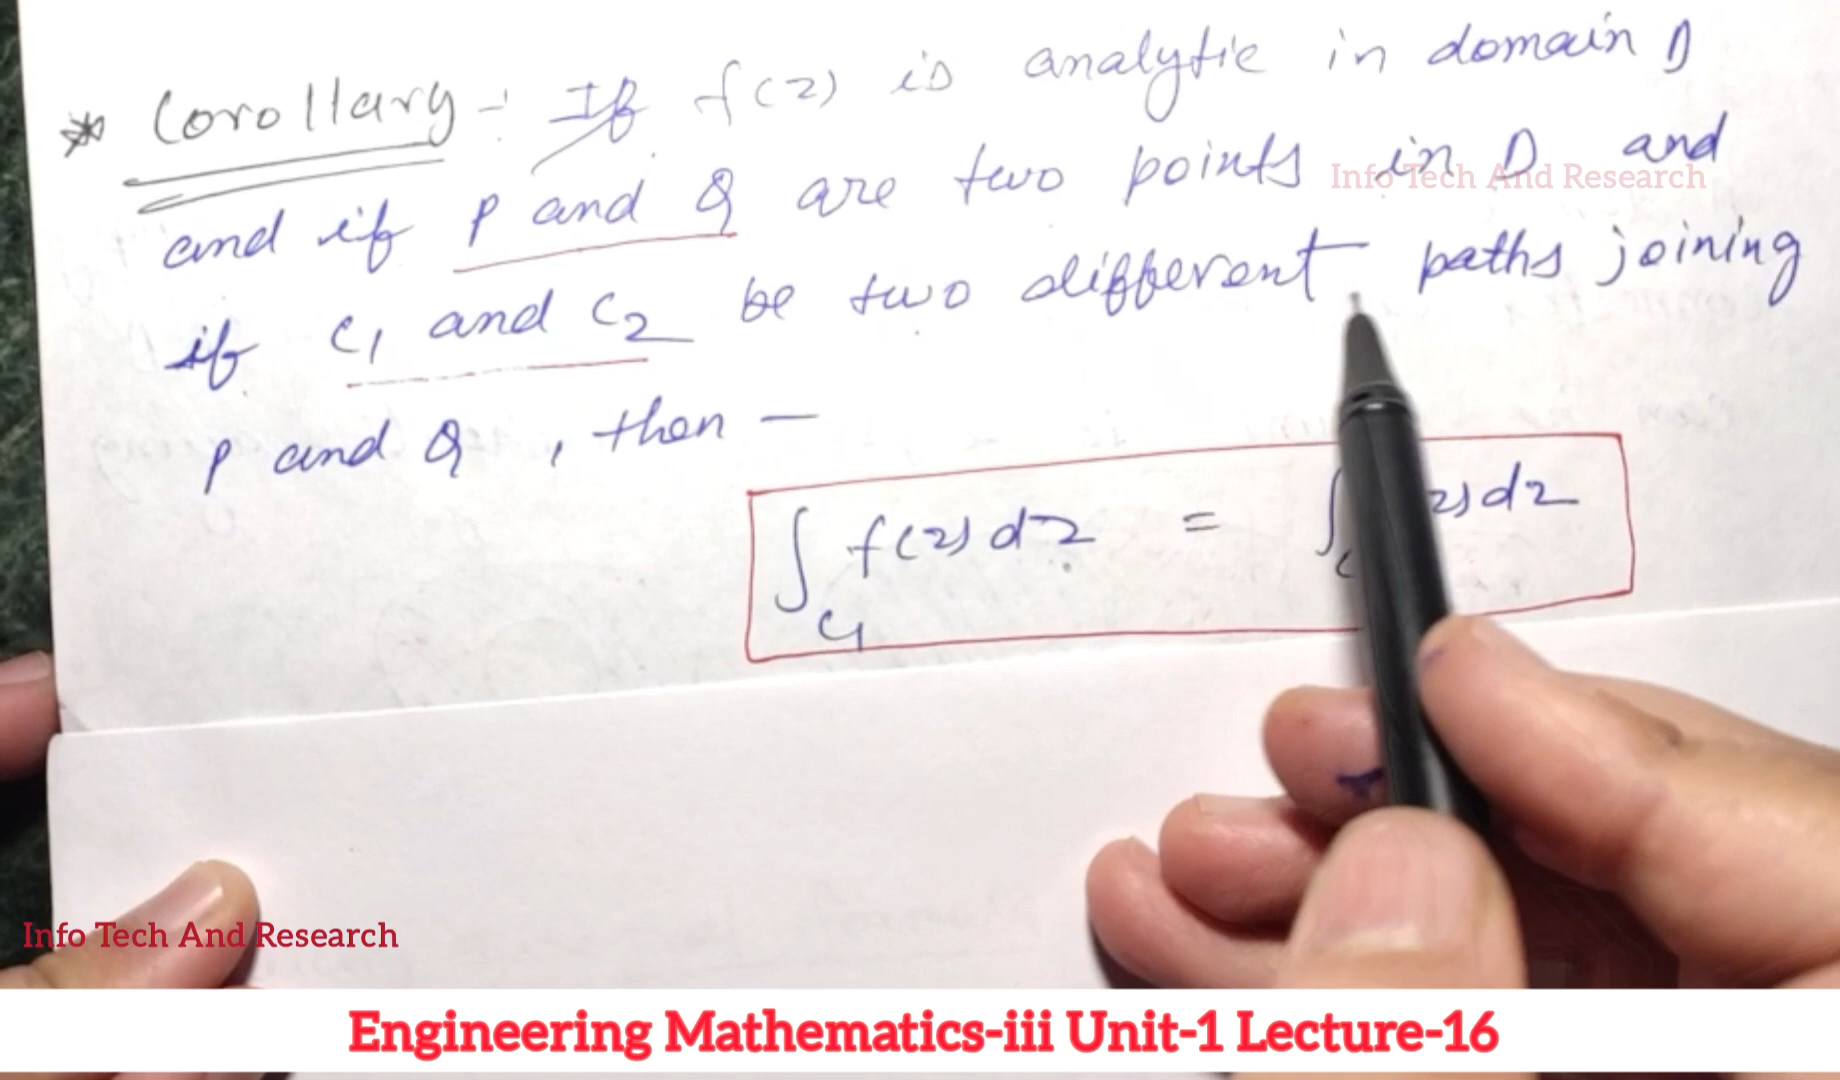 * Corollary :- If f(z) is analytic in domain D
and if P and Q are two points in D and
if C1 and C2 be two different paths joining
P and Q, then —
∫ f(z) dz = ∫ z) dz
C1 C
Info Tech And Research
Info Tech And Research
Engineering Mathematics-iii Unit-1 Lecture-16